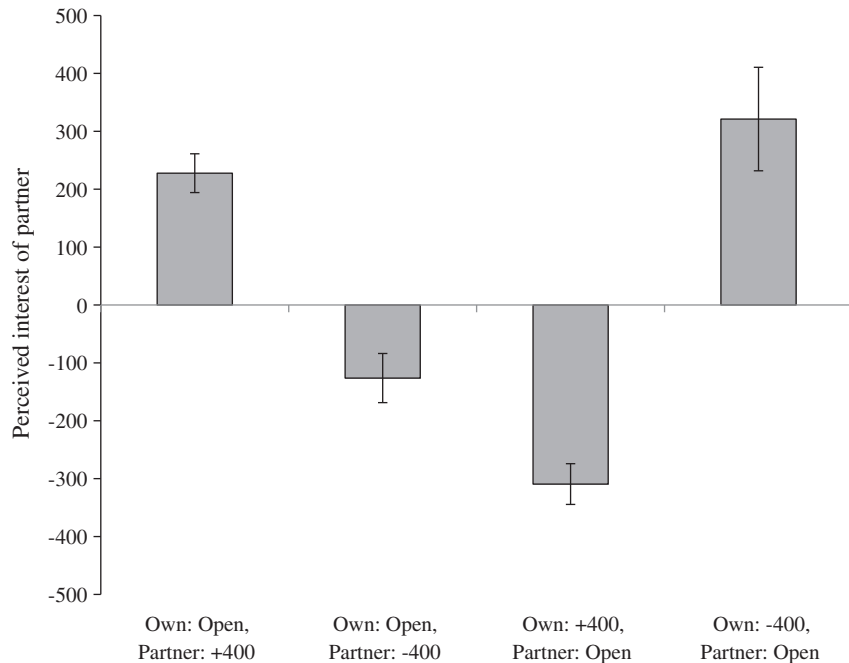 500
400
300
200
100
0
-100
-200
-300
-400
-500
Perceived interest of partner
Own: Open,
Partner: +400
Own: Open,
Partner: -400
Own: +400,
Partner: Open
Own: -400,
Partner: Open